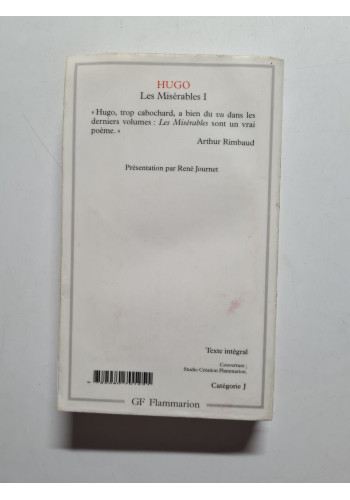 HUGO
Les Misérables I
« Hugo, trop cabochard, a bien du vu dans les
derniers volumes : Les Misérables sont un vrai
poème. »
Arthur Rimbaud
Présentation par René Journet
Texte intégral
Couverture :
Studio Création Flammarion.
Catégorie J
GF Flammarion